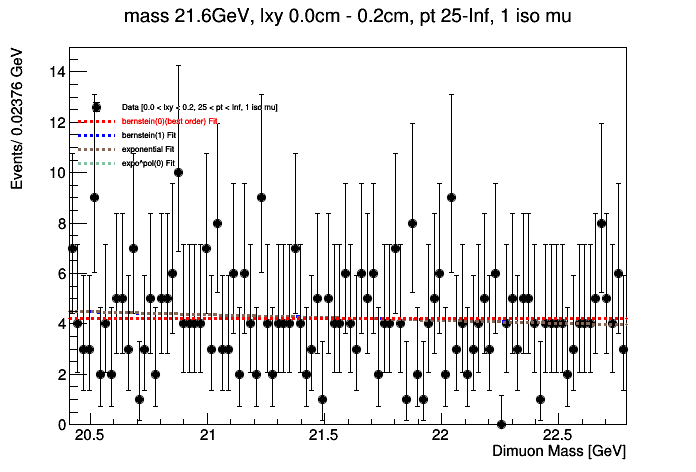 mass 21.6GeV, lxy 0.0cm - 0.2cm, pt 25-Inf, 1 iso mu
Events/ 0.02376 GeV
14
12
10
8
6
4
2
0
Data [0.0 < lxy < 0.2, 25 < pt < Inf, 1 iso mu]
bernstein(0)(best order) Fit
bernstein(1) Fit
exponential Fit
expo*pol(0) Fit
20.5 21 21.5 22 22.5
Dimuon Mass [GeV]